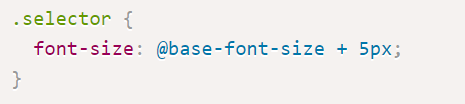 .selector {
  font-size: @base-font-size + 5px;
}